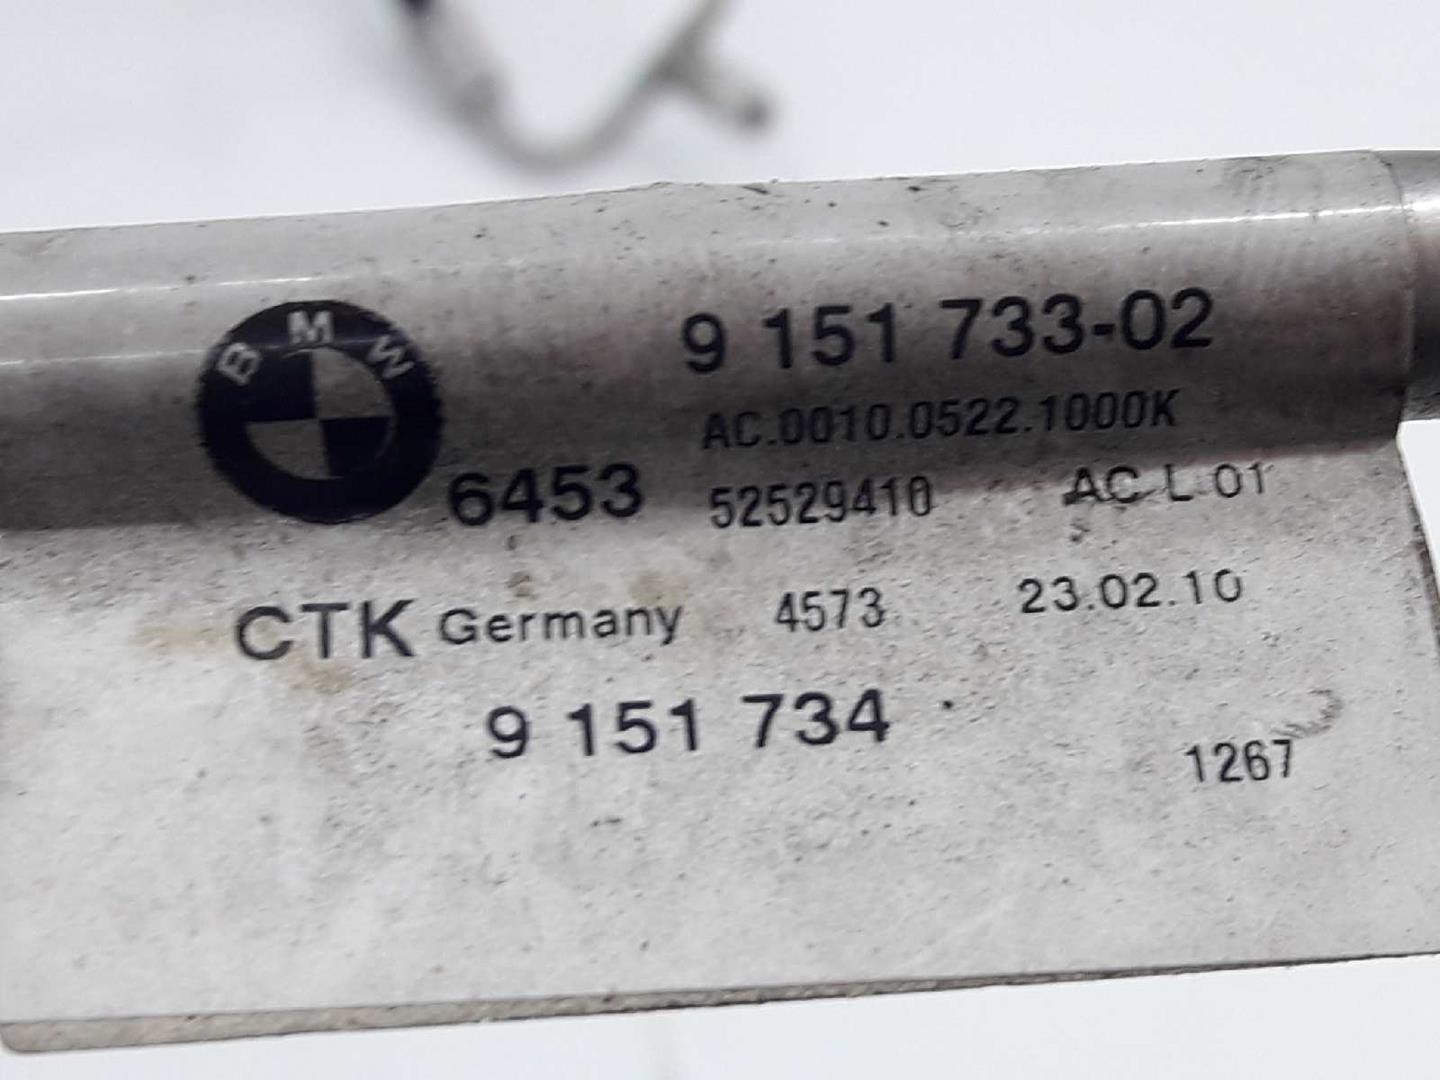 BMW
9 151 733-02
AC.0010.0522.1000K
6453 52529410 AC L 01
CTK Germany 4573 23.02.10
9 151 734
1267